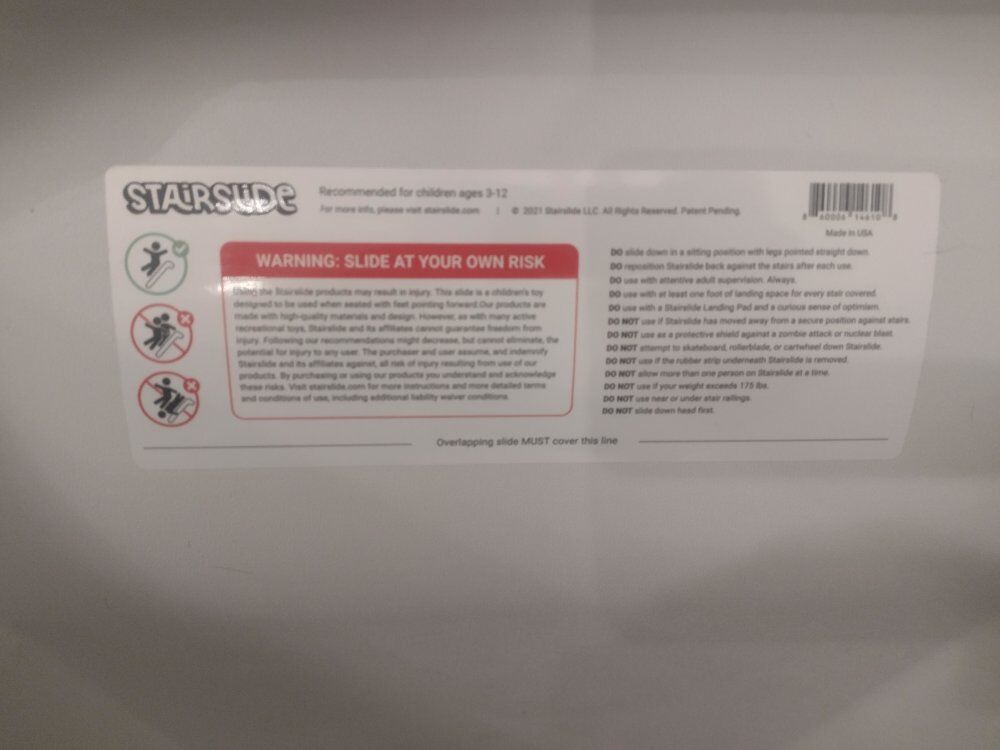 STAIRSLIDE
Recommended for children ages 3-12
For more info, please visit stairslide.com | © 2021 Stairslide LLC. All Rights Reserved. Patent Pending.
8 60006 14610 8
Made in USA
WARNING: SLIDE AT YOUR OWN RISK
Using the Stairslide products may result in injury. This slide is a children's toy
designed to be used when seated with feet pointing forward.Our products are
made with high-quality materials and design. However, as with many active
recreational toys, Stairslide and its affiliates cannot guarantee freedom from
injury. Following our recommendations might decrease, but cannot eliminate, the
potential for injury to any user. The purchaser and user assume, and indemnify
Stairslide and its affiliates against, all risk of injury resulting from use of our
products. By purchasing or using our products you understand and acknowledge
these risks. Visit stairslide.com for more instructions and more detailed terms
and conditions of use, including additional liability waiver conditions.
DO slide down in a sitting position with legs pointed straight down.
DO reposition Stairslide back against the stairs after each use.
DO use with attentive adult supervision. Always.
DO use with at least one foot of landing space for every stair covered.
DO use with a Stairslide Landing Pad and a curious sense of optimism.
DO NOT use if Stairslide has moved away from a secure position against stairs.
DO NOT use as a protective shield against a zombie attack or nuclear blast.
DO NOT attempt to skateboard, rollerblade, or cartwheel down Stairslide.
DO NOT use if the rubber strip underneath Stairslide is removed.
DO NOT allow more than one person on Stairslide at a time.
DO NOT use if your weight exceeds 175 lbs.
DO NOT use near or under stair railings.
DO NOT slide down head first.
Overlapping slide MUST cover this line